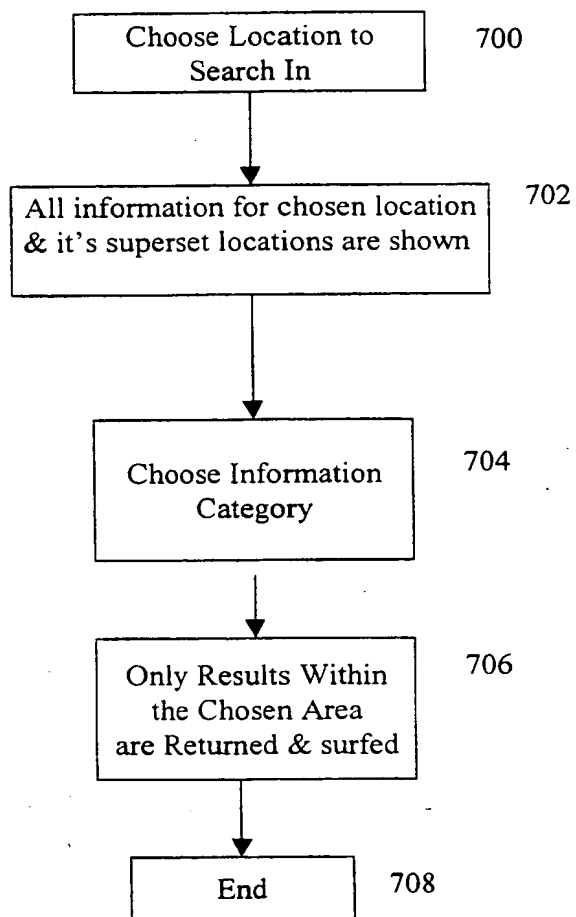 Choose Location to
Search In
700
All information for chosen location
& it's superset locations are shown
702
Choose Information
Category
704
Only Results Within
the Chosen Area
are Returned & surfed
706
End
708